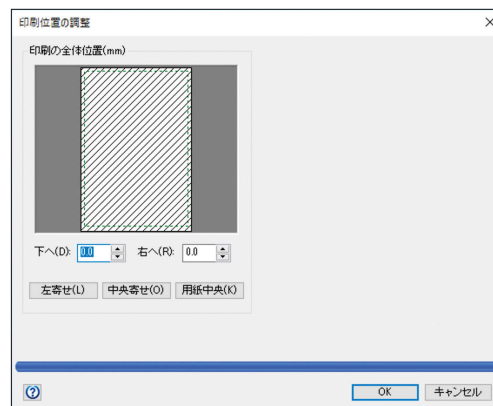 印刷位置の調整
印刷の全体位置(mm)
下へ(D): 0.0 右へ(R): 0.0
左寄せ(L) 中央寄せ(O) 用紙中央(K)
OK キャンセル